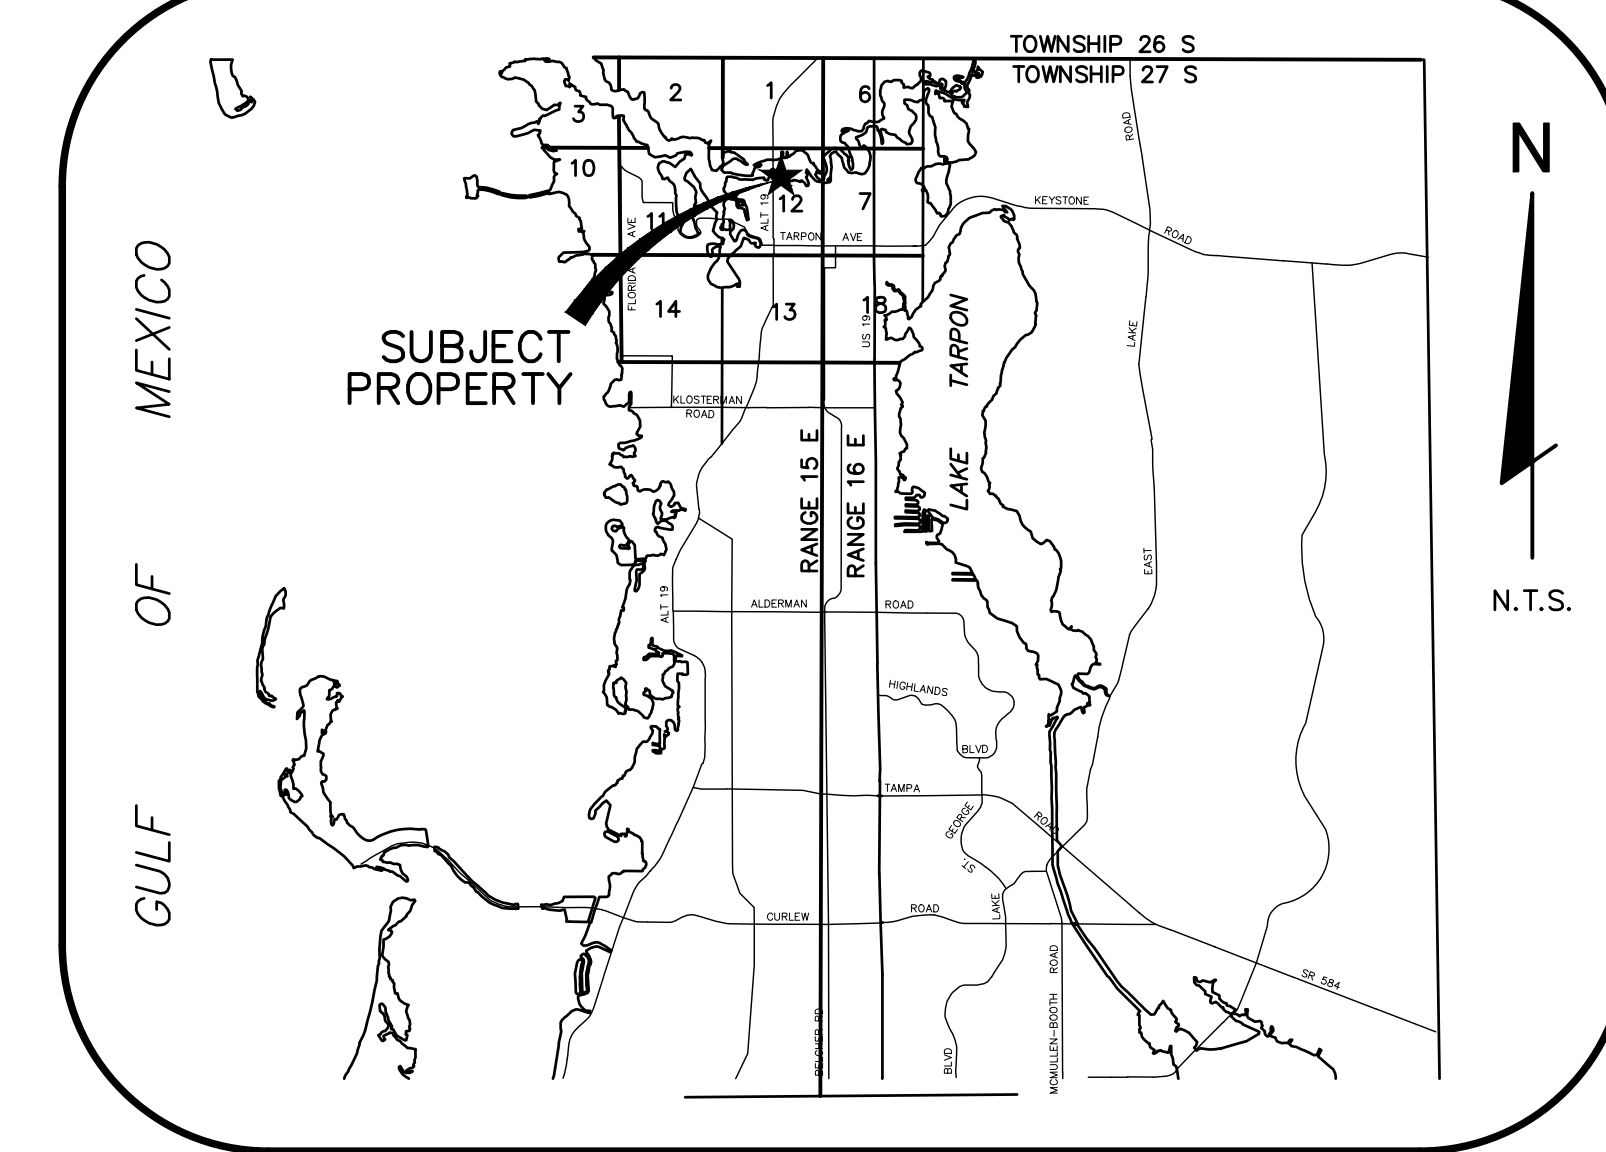 TOWNSHIP 26 S
TOWNSHIP 27 S
2
1
6
3
10
11
12
7
14
13
18
N
N.T.S.
SUBJECT
PROPERTY
GULF OF MEXICO
FLORIDA AVE
ALT 19
TARPON AVE
KEYSTONE ROAD
ROAD
LAKE
EAST
US 19
LAKE TARPON
KLOSTERMAN
ROAD
RANGE 15 E
RANGE 16 E
ALT 19
ALDERMAN ROAD
HIGHLANDS
BLVD
TAMPA ROAD
GEORGE
ST.
LAKE
BLVD
CURLEW ROAD
BELCHER RD
MCMULLEN-BOOTH ROAD
SR 584